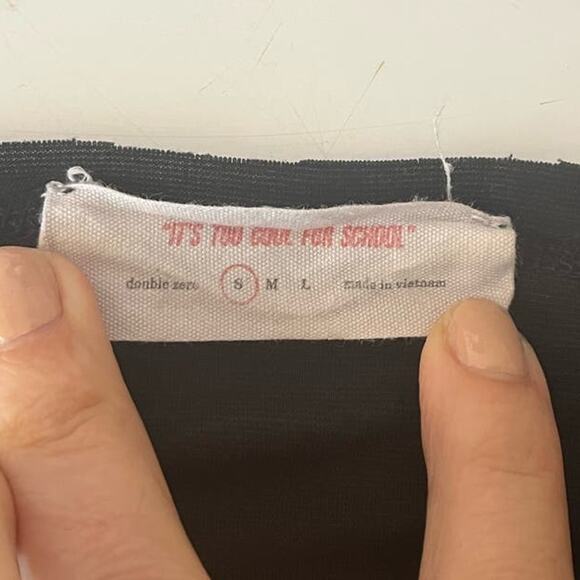 "IT'S TOO COOL FOR SCHOOL"
double zero S M L made in vietnam